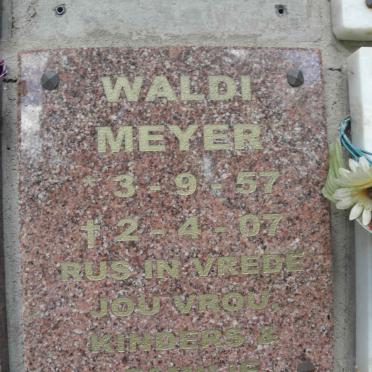 WALDI
MEYER
* 3 - 9 - 57
† 2 - 4 - 07
RUS IN VREDE
JOU VROU,
KINDERS &